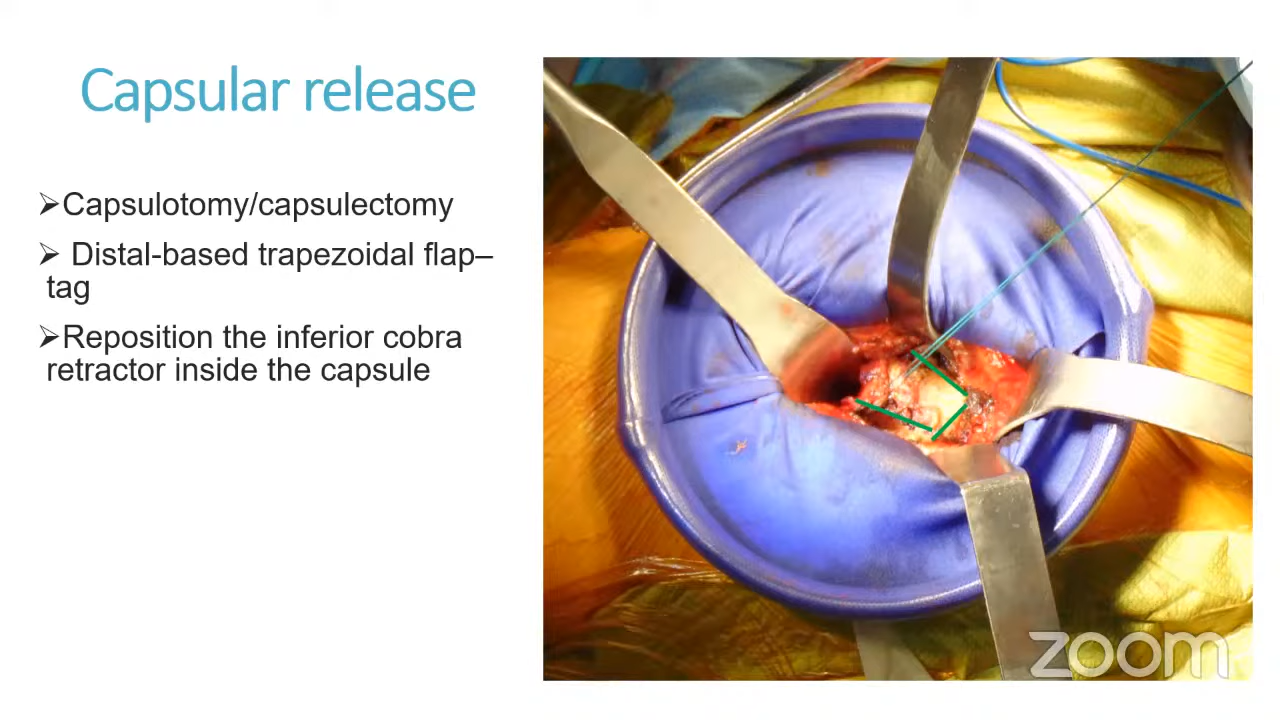 Capsular release
➢Capsulotomy/capsulectomy
➢ Distal-based trapezoidal flap–
tag
➢Reposition the inferior cobra
retractor inside the capsule
zoom